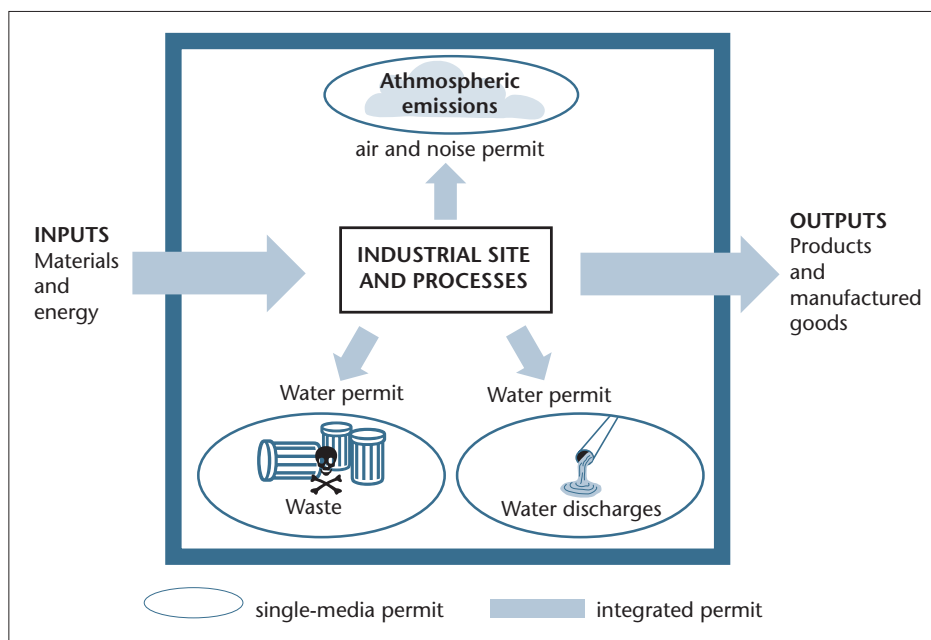 Athmospheric
emissions
air and noise permit
INPUTS
Materials
and
energy
INDUSTRIAL SITE
AND PROCESSES
OUTPUTS
Products
and
manufactured
goods
Water permit
Waste
Water permit
Water discharges
single-media permit
integrated permit